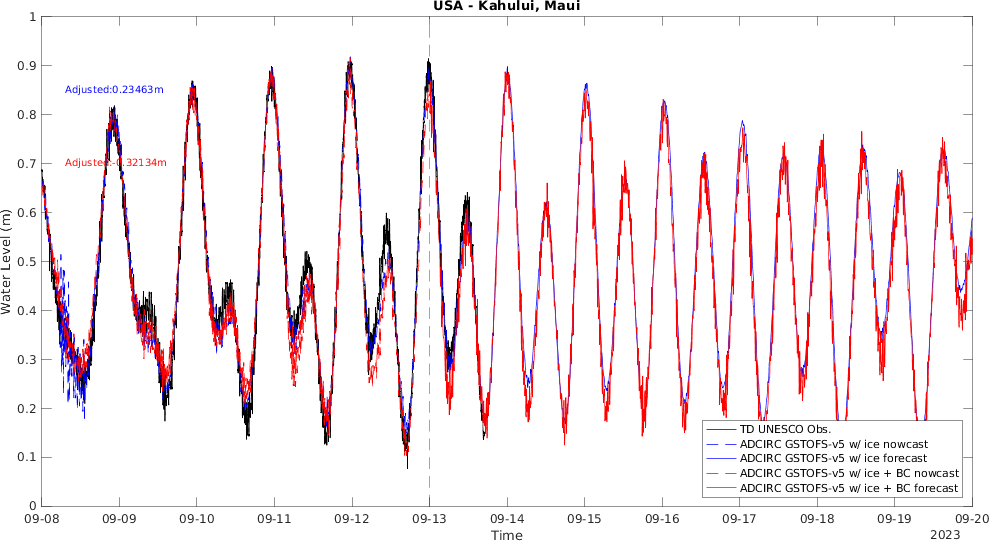 USA - Kahului, Maui
1
0.9
0.8
0.7
0.6
0.5
0.4
0.3
0.2
0.1
0
Water Level (m)
Adjusted:0.23463m
Adjusted:-0.32134m
TD UNESCO Obs.
ADCIRC GSTOFS-v5 w/ ice nowcast
ADCIRC GSTOFS-v5 w/ ice forecast
ADCIRC GSTOFS-v5 w/ ice + BC nowcast
ADCIRC GSTOFS-v5 w/ ice + BC forecast
09-08 09-09 09-10 09-11 09-12 09-13 09-14 09-15 09-16 09-17 09-18 09-19 09-20
Time
2023